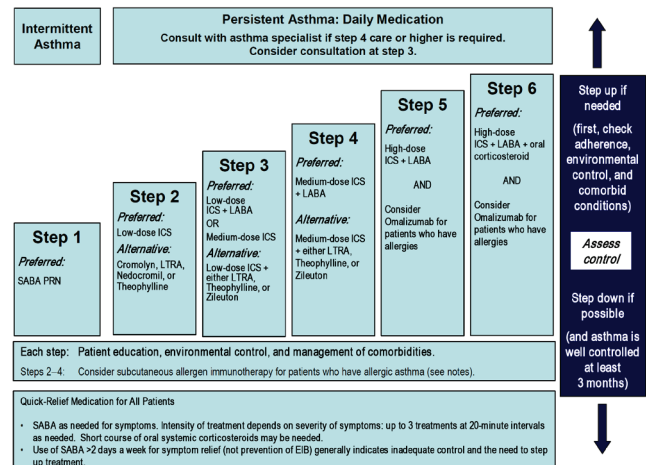 Intermittent
Asthma
Persistent Asthma: Daily Medication
Consult with asthma specialist if step 4 care or higher is required.
Consider consultation at step 3.
Step 1
Preferred:
SABA PRN
Step 2
Preferred:
Low-dose ICS
Alternative:
Cromolyn, LTRA,
Nedocromil, or
Theophylline
Step 3
Preferred:
Low-dose
ICS + LABA
OR
Medium-dose ICS
Alternative:
Low-dose ICS +
either LTRA,
Theophylline, or
Zileuton
Step 4
Preferred:
Medium-dose ICS
+ LABA
Alternative:
Medium-dose ICS
+ either LTRA,
Theophylline, or
Zileuton
Step 5
Preferred:
High-dose
ICS + LABA
AND
Consider
Omalizumab for
patients who have
allergies
Step 6
Preferred:
High-dose
ICS + LABA + oral
corticosteroid
AND
Consider
Omalizumab for
patients who have
allergies
Step up if
needed
(first, check
adherence,
environmental
control, and
comorbid
conditions)
Assess
control
Step down if
possible
(and asthma is
well controlled
at least
3 months)
Each step: Patient education, environmental control, and management of comorbidities.
Steps 2–4: Consider subcutaneous allergen immunotherapy for patients who have allergic asthma (see notes).
Quick-Relief Medication for All Patients
• SABA as needed for symptoms. Intensity of treatment depends on severity of symptoms: up to 3 treatments at 20-minute intervals
as needed. Short course of oral systemic corticosteroids may be needed.
• Use of SABA >2 days a week for symptom relief (not prevention of EIB) generally indicates inadequate control and the need to step
up treatment.